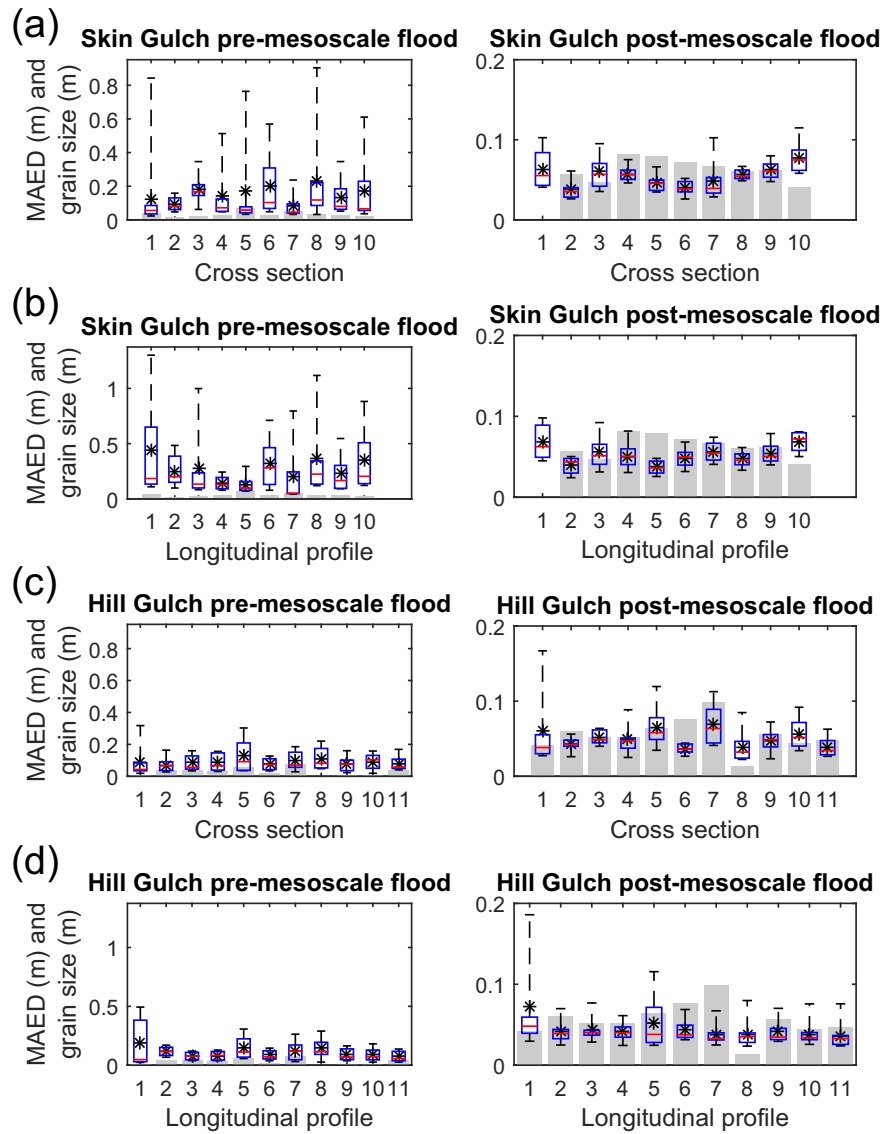 (a)
Skin Gulch pre-mesoscale flood
MAED (m) and
grain size (m)
0.8
0.6
0.4
0.2
0
1 2 3 4 5 6 7 8 9 10
Cross section
Skin Gulch post-mesoscale flood
0.2
0.1
0
1 2 3 4 5 6 7 8 9 10
Cross section
(b)
Skin Gulch pre-mesoscale flood
MAED (m) and
grain size (m)
1
0.5
0
1 2 3 4 5 6 7 8 9 10
Longitudinal profile
Skin Gulch post-mesoscale flood
0.2
0.1
0
1 2 3 4 5 6 7 8 9 10
Longitudinal profile
(c)
Hill Gulch pre-mesoscale flood
MAED (m) and
grain size (m)
0.8
0.6
0.4
0.2
0
1 2 3 4 5 6 7 8 9 10 11
Cross section
Hill Gulch post-mesoscale flood
0.2
0.1
0
1 2 3 4 5 6 7 8 9 10 11
Cross section
(d)
Hill Gulch pre-mesoscale flood
MAED (m) and
grain size (m)
1
0.5
0
1 2 3 4 5 6 7 8 9 10 11
Longitudinal profile
Hill Gulch post-mesoscale flood
0.2
0.1
0
1 2 3 4 5 6 7 8 9 10 11
Longitudinal profile